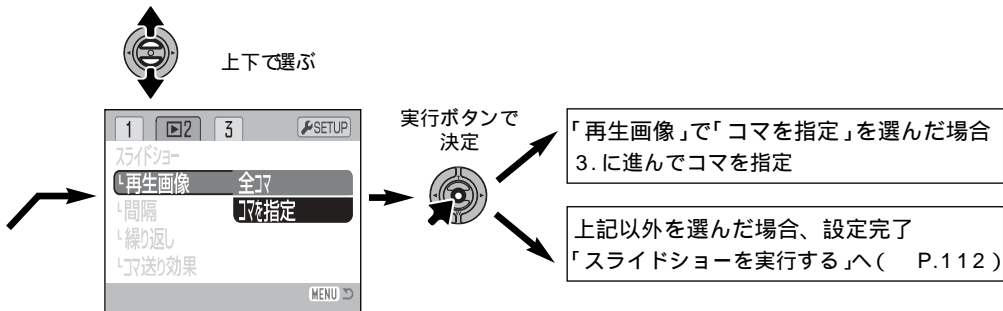 上下で選ぶ
1 2 3 SETUP
スライドショー
再生画像 全コマ
コマを指定
間隔
繰り返し
コマ送り効果
MENU
実行ボタンで
決定
「再生画像」で「コマを指定」を選んだ場合
3.に進んでコマを指定
上記以外を選んだ場合、設定完了
「スライドショーを実行する」へ( P.112)